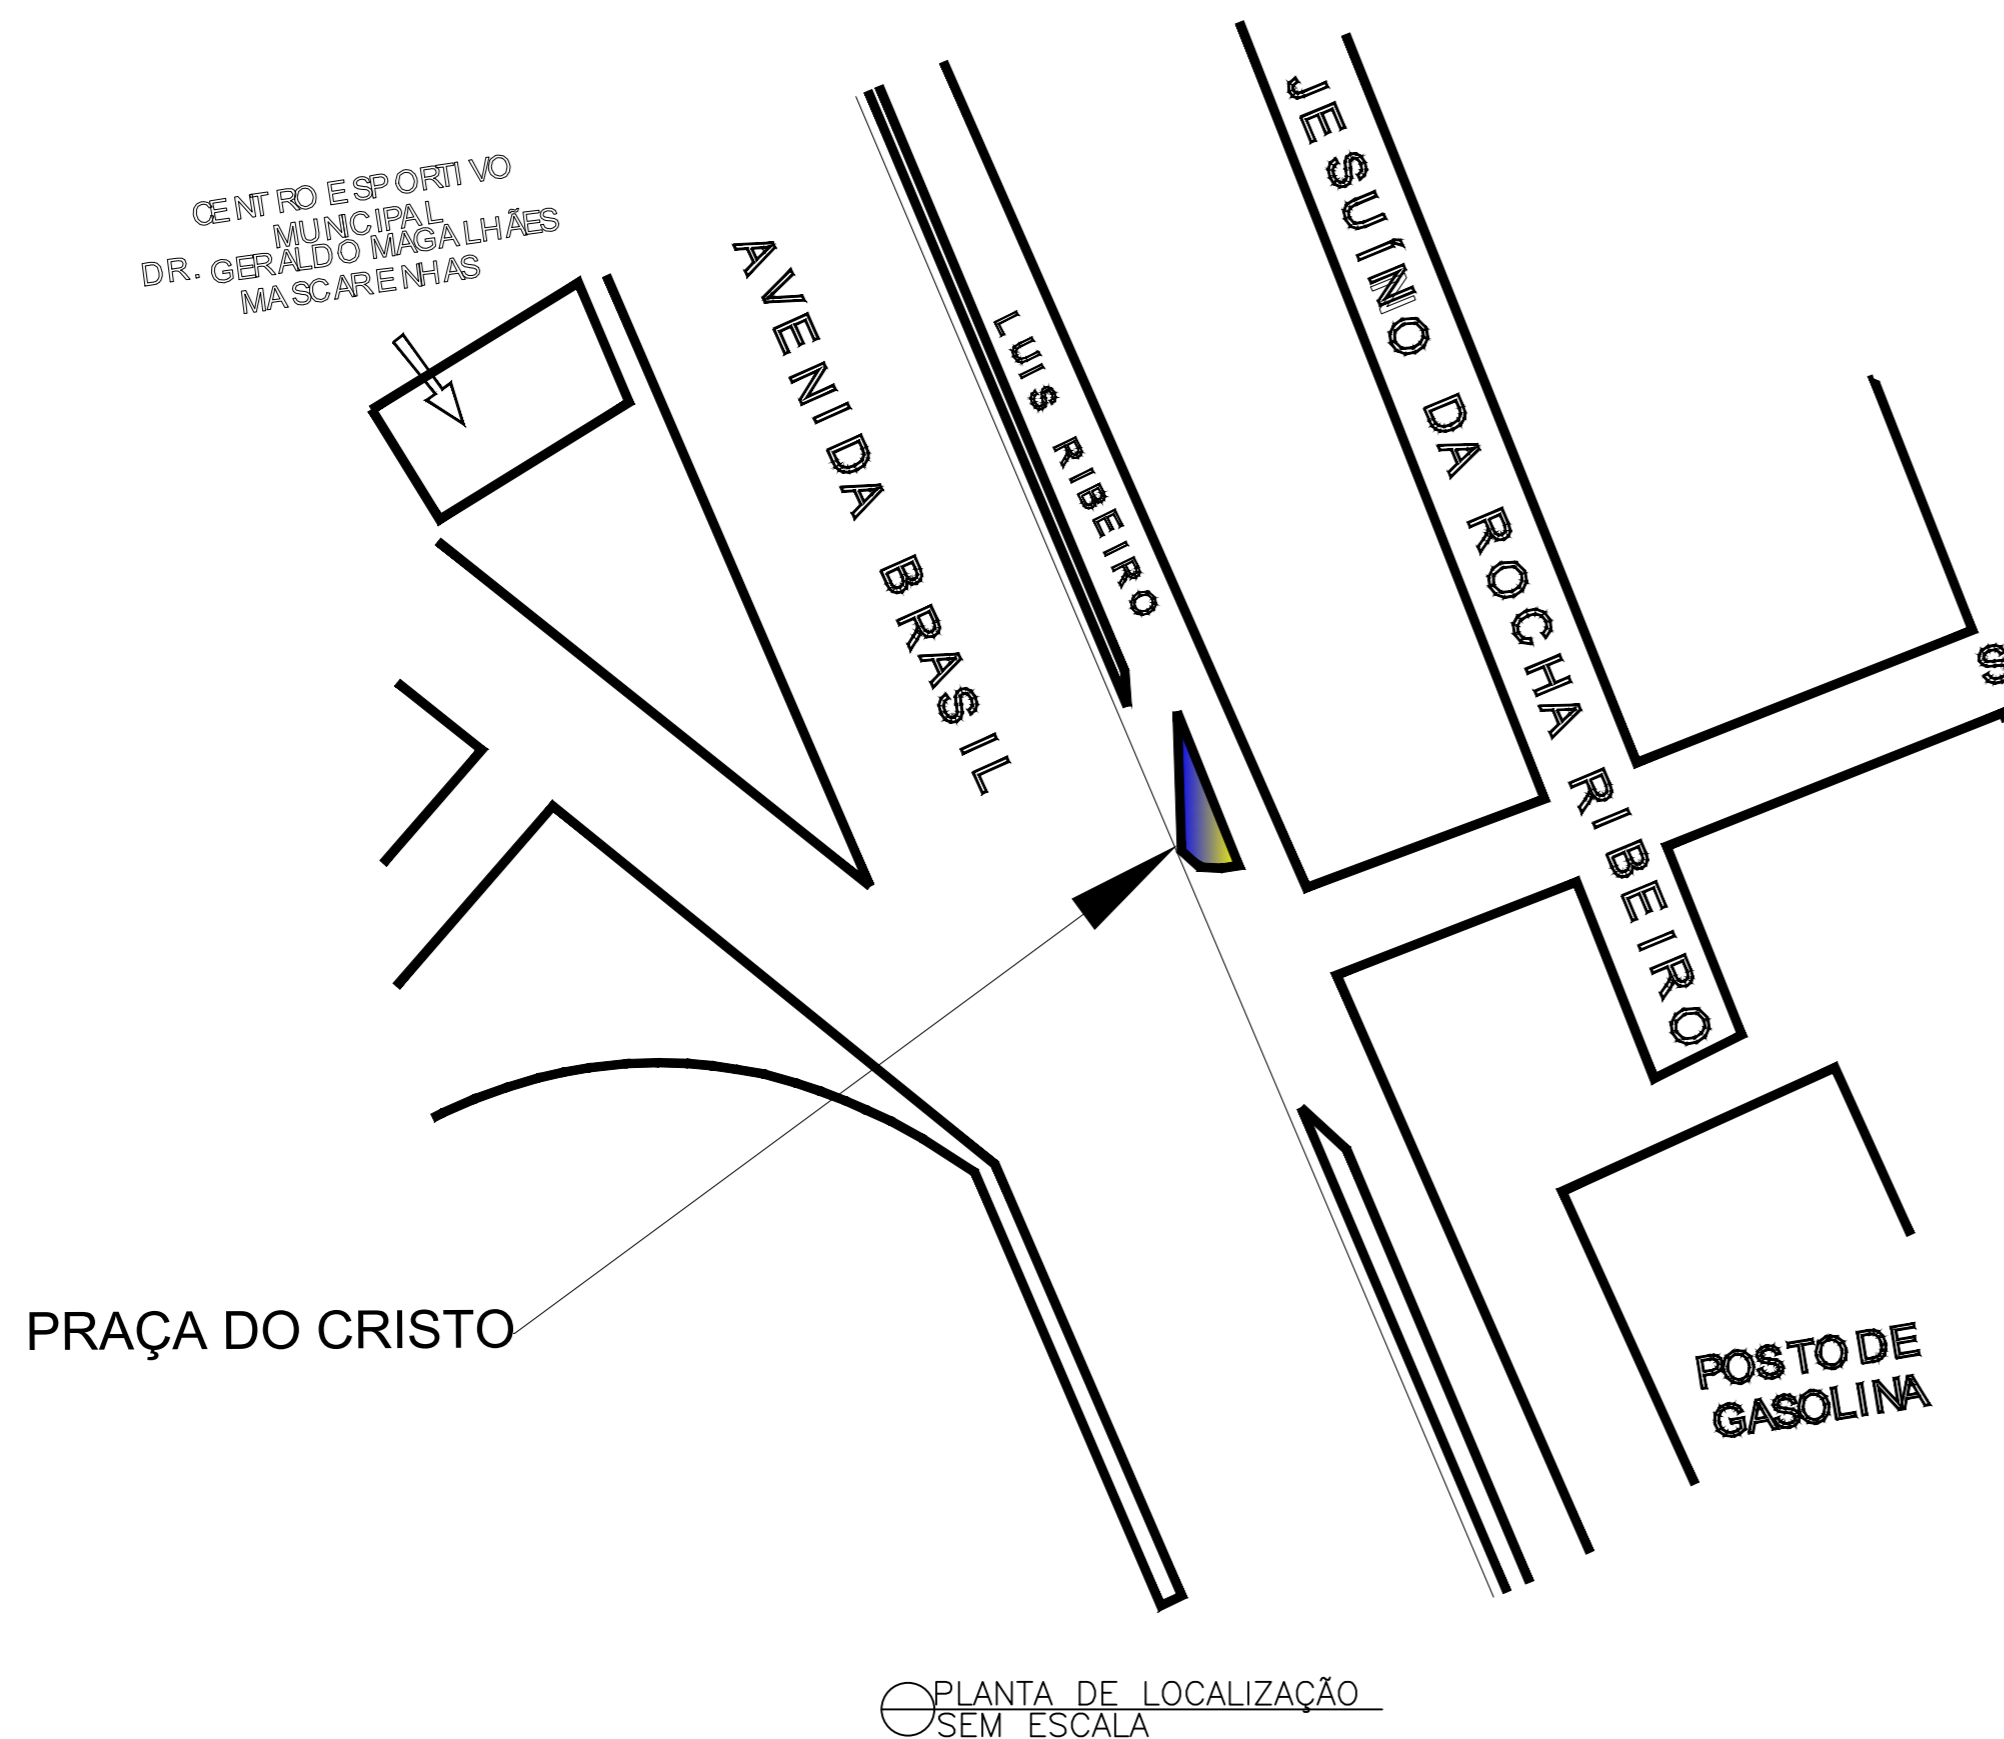 CENTRO ESPORTIVO
MUNICIPAL
DR. GERALDO MAGALHÃES
MASCARENHAS
AVENIDA BRASIL
LUIS RIBEIRO
JESUÍNO DA ROCHA RIBEIRO
S
PRAÇA DO CRISTO
POSTO DE
GASOLINA
PLANTA DE LOCALIZAÇÃO
SEM ESCALA